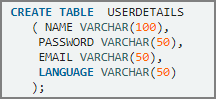 CREATE TABLE  USERDETAILS
( NAME VARCHAR(100),
PASSWORD VARCHAR(50),
EMAIL VARCHAR(50),
LANGUAGE VARCHAR(50)
);